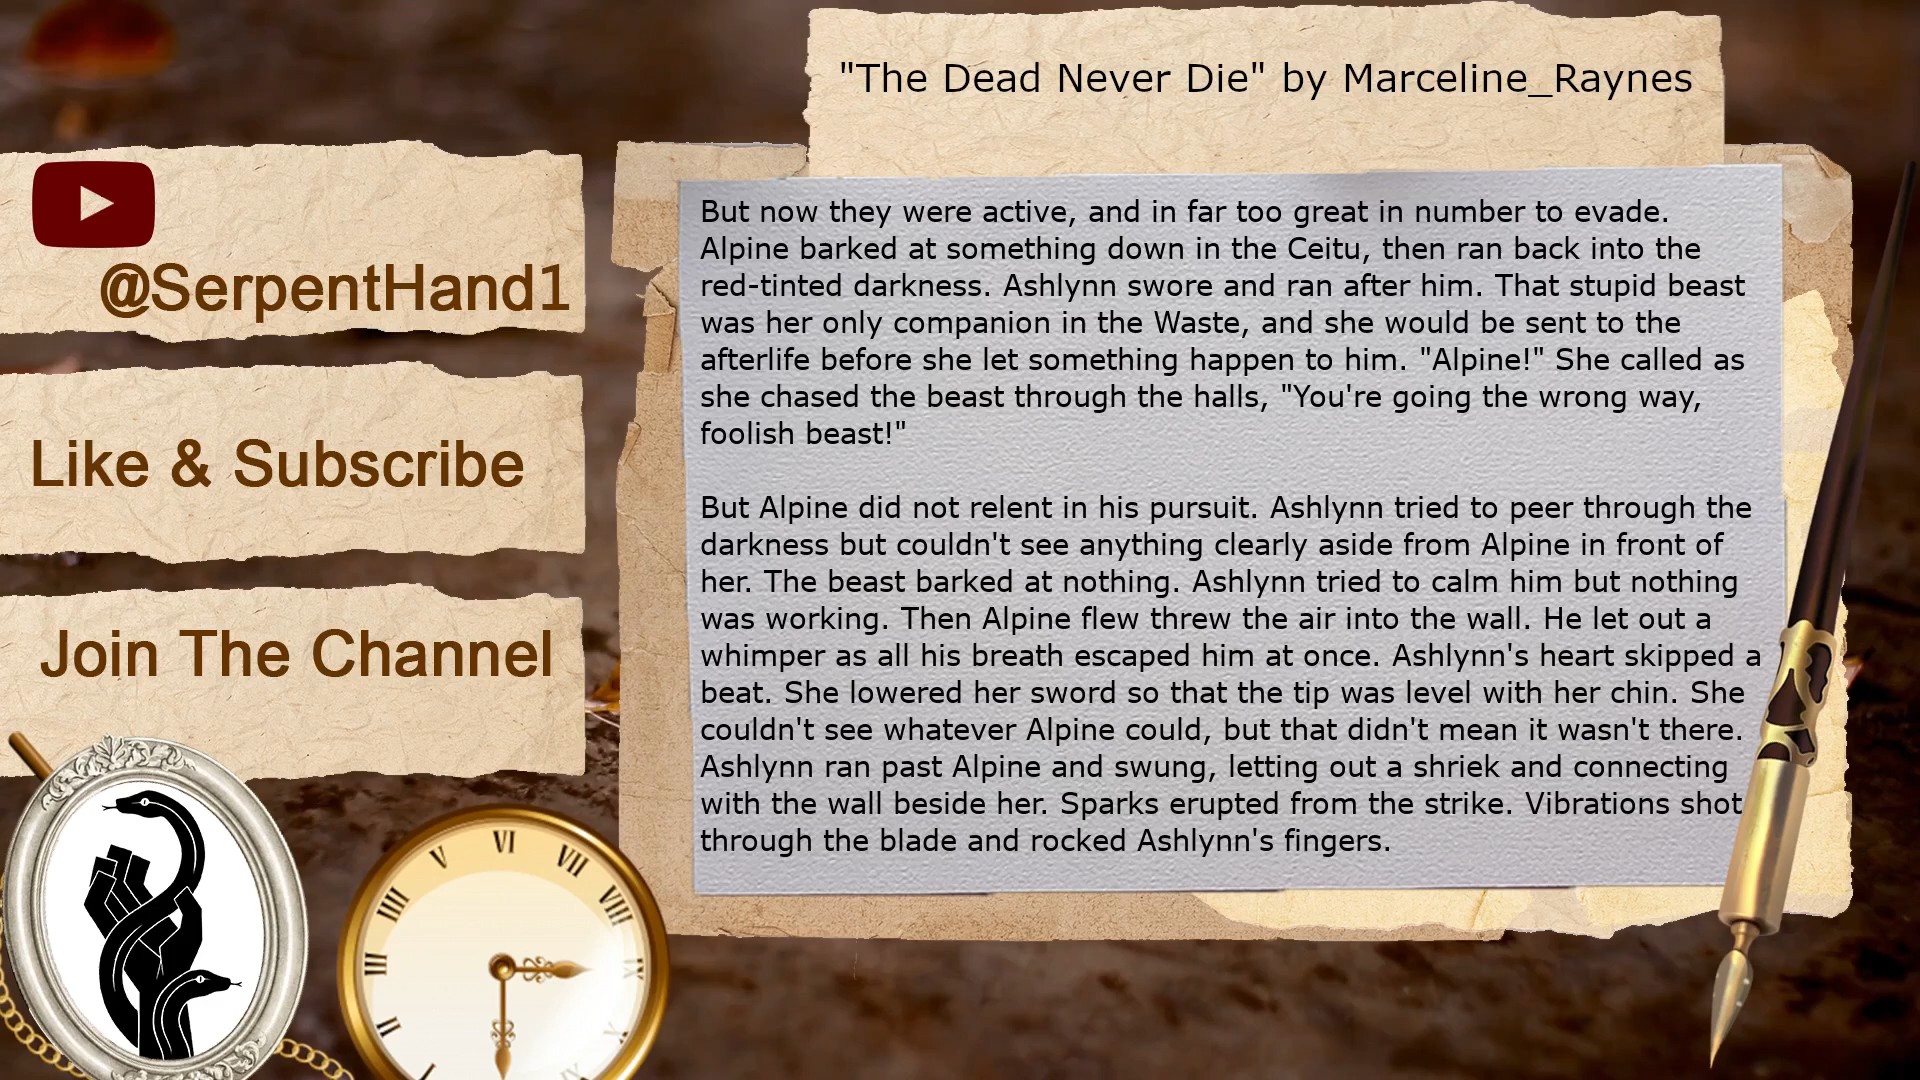 "The Dead Never Die" by Marceline_Raynes
@SerpentHand1
Like & Subscribe
Join The Channel
But now they were active, and in far too great in number to evade.
Alpine barked at something down in the Ceitu, then ran back into the
red-tinted darkness. Ashlynn swore and ran after him. That stupid beast
was her only companion in the Waste, and she would be sent to the
afterlife before she let something happen to him. "Alpine!" She called as
she chased the beast through the halls, "You're going the wrong way,
foolish beast!"
But Alpine did not relent in his pursuit. Ashlynn tried to peer through the
darkness but couldn't see anything clearly aside from Alpine in front of
her. The beast barked at nothing. Ashlynn tried to calm him but nothing
was working. Then Alpine flew threw the air into the wall. He let out a
whimper as all his breath escaped him at once. Ashlynn's heart skipped a
beat. She lowered her sword so that the tip was level with her chin. She
couldn't see whatever Alpine could, but that didn't mean it wasn't there.
Ashlynn ran past Alpine and swung, letting out a shriek and connecting
with the wall beside her. Sparks erupted from the strike. Vibrations shot
through the blade and rocked Ashlynn's fingers.
II
III
IIII
V
VI
VII
VIII
IX